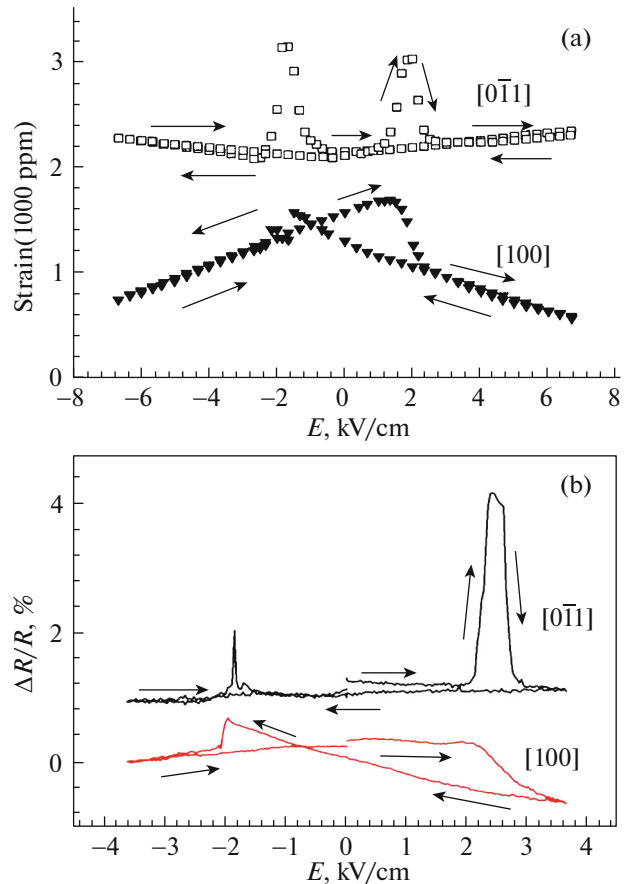 (a)
3
[01̄1]
2
[100]
1
0
Strain(1000 ppm)
−8 −6 −4 −2 0 2 4 6 8
E, kV/cm
(b)
4
[01̄1]
2
[100]
0
ΔR/R, %
−4 −3 −2 −1 0 1 2 3 4
E, kV/cm